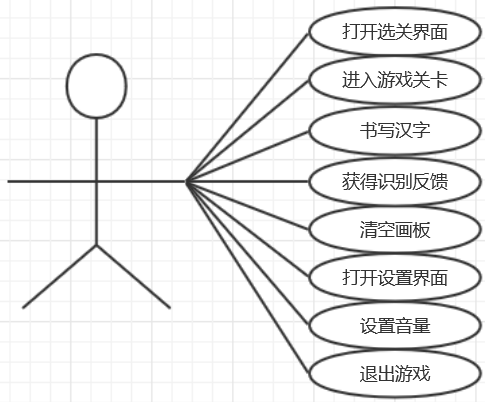 打开选关界面
进入游戏关卡
书写汉字
获得识别反馈
清空画板
打开设置界面
设置音量
退出游戏